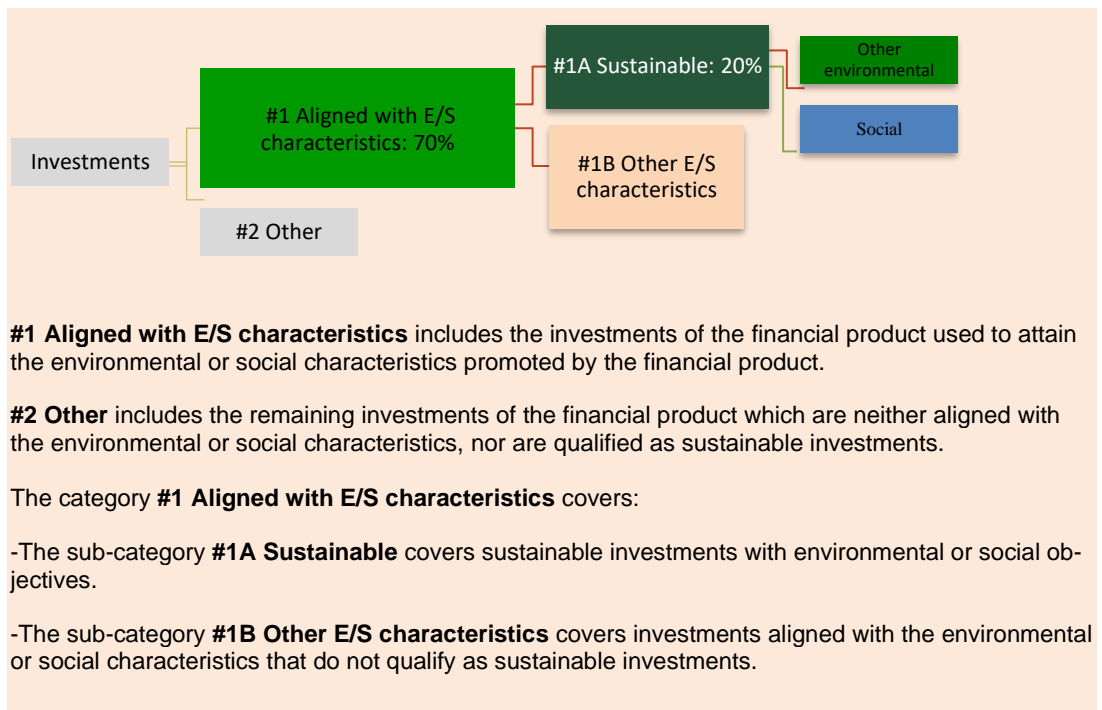 Investments
#1 Aligned with E/S
characteristics: 70%
#2 Other
#1A Sustainable: 20%
#1B Other E/S
characteristics
Other
environmental
Social
#1 Aligned with E/S characteristics includes the investments of the financial product used to attain
the environmental or social characteristics promoted by the financial product.
#2 Other includes the remaining investments of the financial product which are neither aligned with
the environmental or social characteristics, nor are qualified as sustainable investments.
The category #1 Aligned with E/S characteristics covers:
-The sub-category #1A Sustainable covers sustainable investments with environmental or social ob-
jectives.
-The sub-category #1B Other E/S characteristics covers investments aligned with the environmental
or social characteristics that do not qualify as sustainable investments.